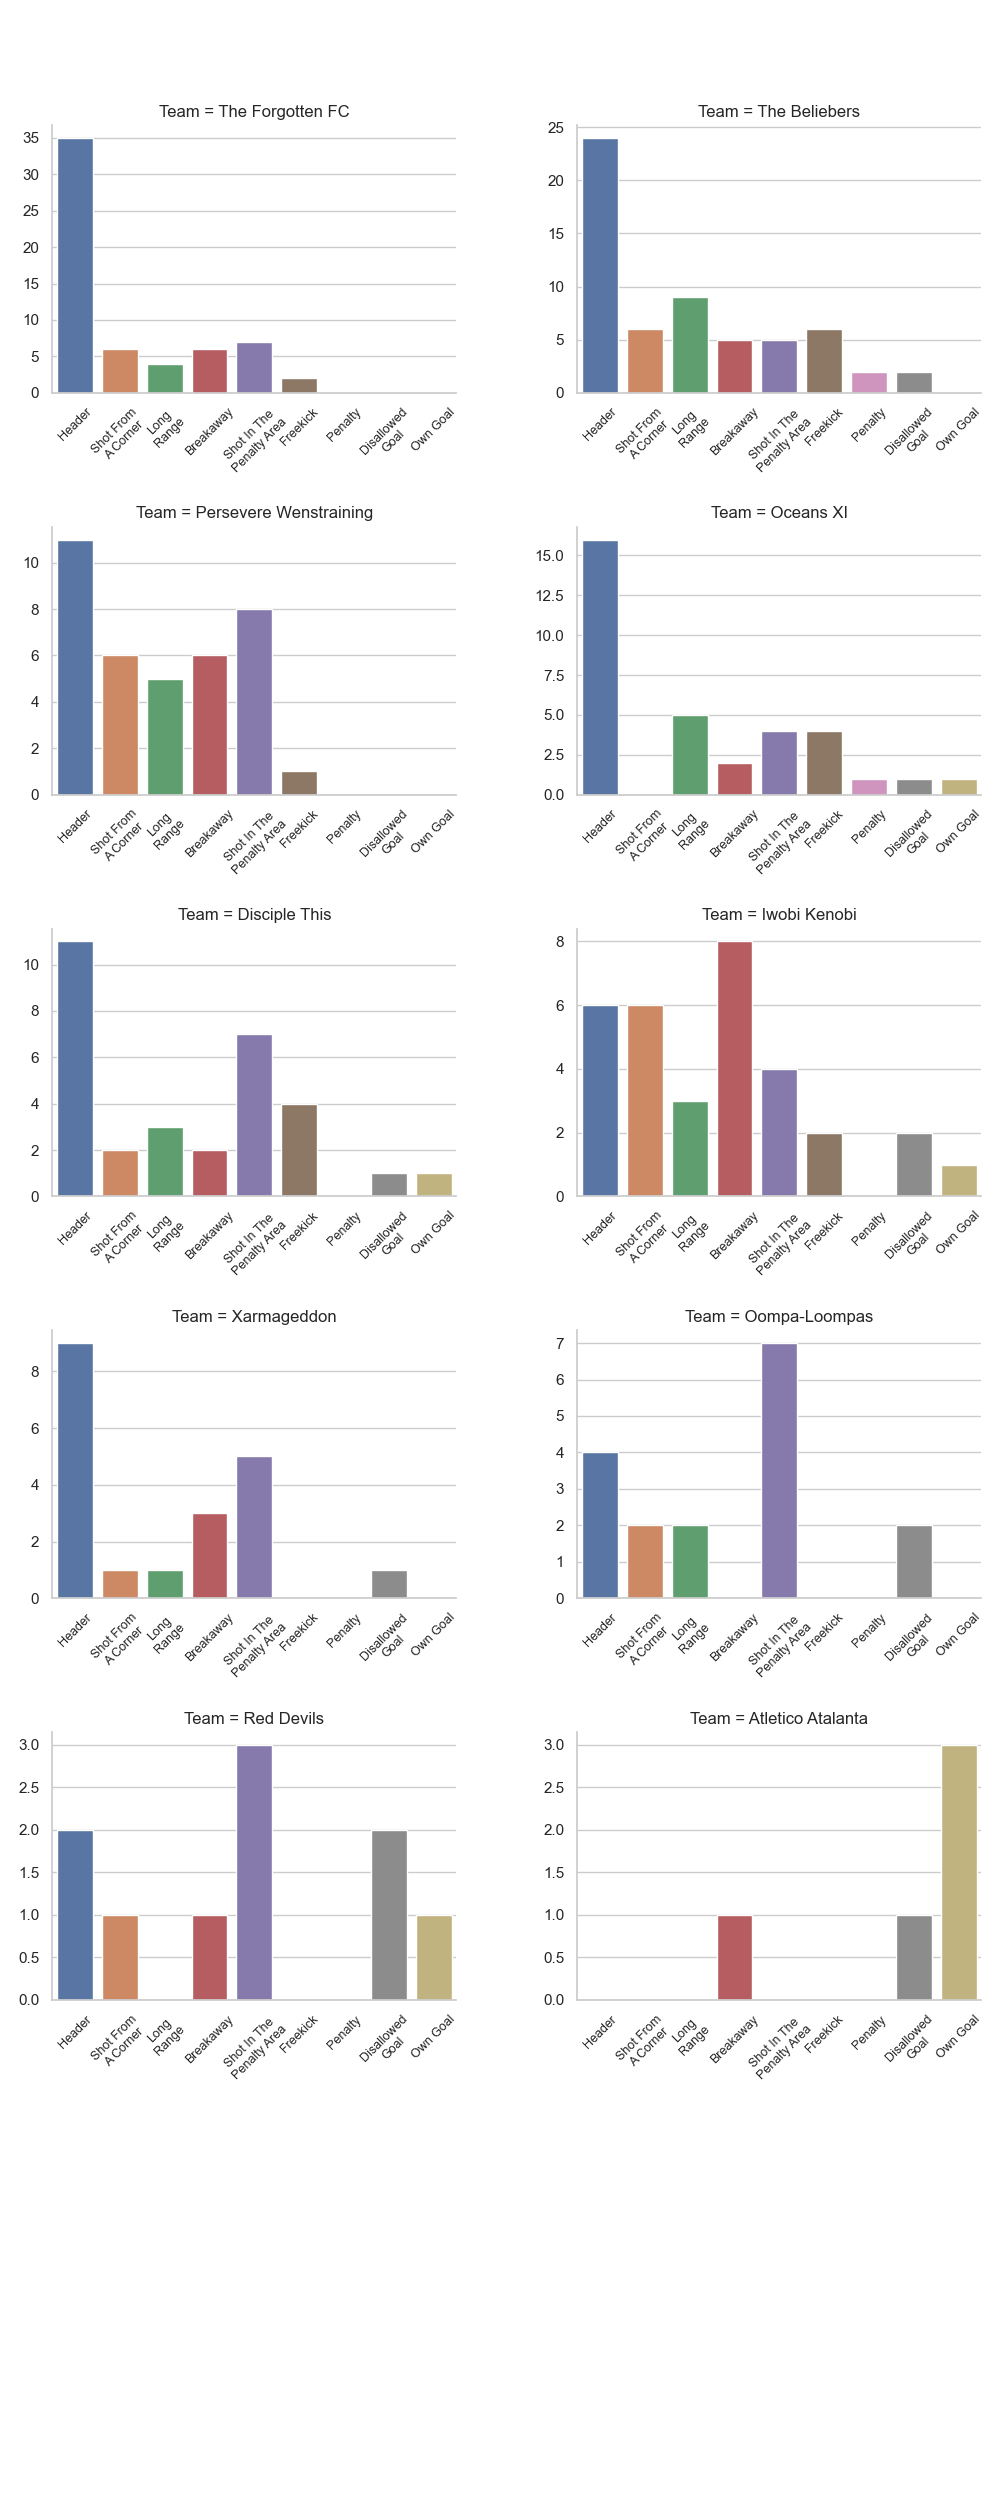 Team = The Forgotten FC
35
30
25
20
15
10
5
0
Header
Shot From
A Corner
Long
Range
Breakaway
Shot In The
Penalty Area
Freekick
Penalty
Disallowed
Goal
Own Goal
Team = The Beliebers
25
20
15
10
5
0
Header
Shot From
A Corner
Long
Range
Breakaway
Shot In The
Penalty Area
Freekick
Penalty
Disallowed
Goal
Own Goal
Team = Persevere Wenstraining
10
8
6
4
2
0
Header
Shot From
A Corner
Long
Range
Breakaway
Shot In The
Penalty Area
Freekick
Penalty
Disallowed
Goal
Own Goal
Team = Oceans XI
15.0
12.5
10.0
7.5
5.0
2.5
0.0
Header
Shot From
A Corner
Long
Range
Breakaway
Shot In The
Penalty Area
Freekick
Penalty
Disallowed
Goal
Own Goal
Team = Disciple This
10
8
6
4
2
0
Header
Shot From
A Corner
Long
Range
Breakaway
Shot In The
Penalty Area
Freekick
Penalty
Disallowed
Goal
Own Goal
Team = Iwobi Kenobi
8
6
4
2
0
Header
Shot From
A Corner
Long
Range
Breakaway
Shot In The
Penalty Area
Freekick
Penalty
Disallowed
Goal
Own Goal
Team = Xarmageddon
8
6
4
2
0
Header
Shot From
A Corner
Long
Range
Breakaway
Shot In The
Penalty Area
Freekick
Penalty
Disallowed
Goal
Own Goal
Team = Oompa-Loompas
7
6
5
4
3
2
1
0
Header
Shot From
A Corner
Long
Range
Breakaway
Shot In The
Penalty Area
Freekick
Penalty
Disallowed
Goal
Own Goal
Team = Red Devils
3.0
2.5
2.0
1.5
1.0
0.5
0.0
Header
Shot From
A Corner
Long
Range
Breakaway
Shot In The
Penalty Area
Freekick
Penalty
Disallowed
Goal
Own Goal
Team = Atletico Atalanta
3.0
2.5
2.0
1.5
1.0
0.5
0.0
Header
Shot From
A Corner
Long
Range
Breakaway
Shot In The
Penalty Area
Freekick
Penalty
Disallowed
Goal
Own Goal